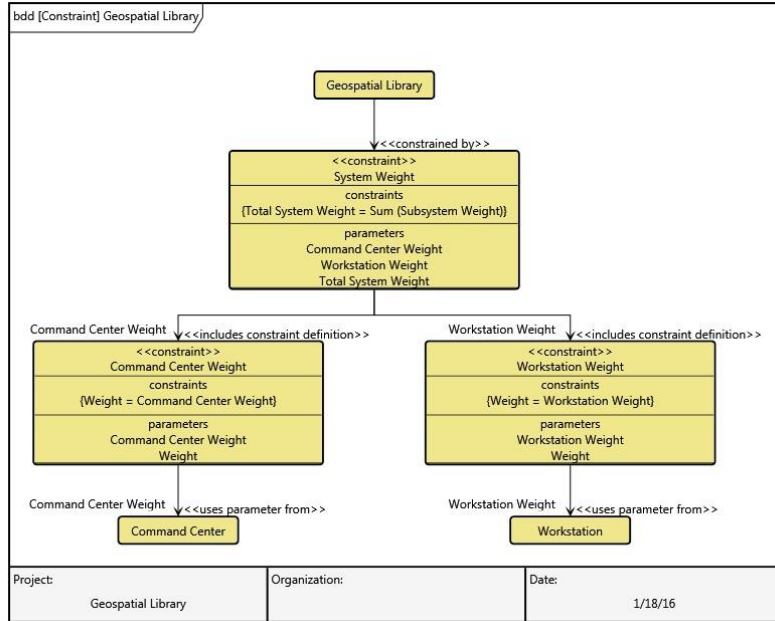 bdd [Constraint] Geospatial Library
Geospatial Library
<<constrained by>>
<<constraint>>
System Weight
constraints
{Total System Weight = Sum (Subsystem Weight)}
parameters
Command Center Weight
Workstation Weight
Total System Weight
Command Center Weight <<includes constraint definition>>
Workstation Weight <<includes constraint definition>>
<<constraint>>
Command Center Weight
constraints
{Weight = Command Center Weight}
parameters
Command Center Weight
Weight
<<constraint>>
Workstation Weight
constraints
{Weight = Workstation Weight}
parameters
Workstation Weight
Weight
Command Center Weight <<uses parameter from>>
Command Center
Workstation Weight <<uses parameter from>>
Workstation
Project:
Geospatial Library
Organization:
Date:
1/18/16